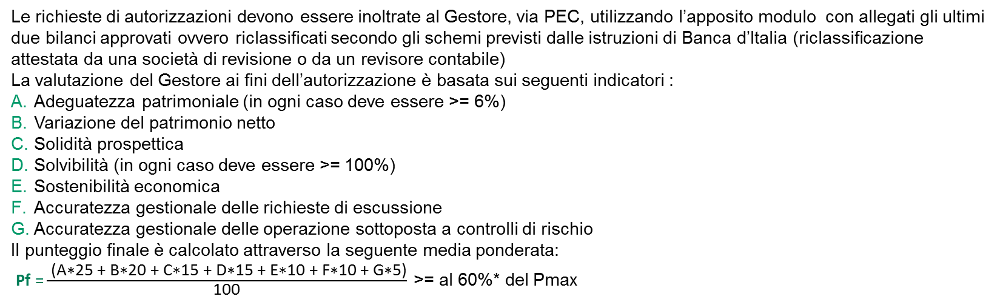 Le richieste di autorizzazioni devono essere inoltrate al Gestore, via PEC, utilizzando l’apposito modulo con allegati gli ultimi
due bilanci approvati ovvero riclassificati secondo gli schemi previsti dalle istruzioni di Banca d’Italia (riclassificazione
attestata da una società di revisione o da un revisore contabile)
La valutazione del Gestore ai fini dell’autorizzazione è basata sui seguenti indicatori :
A. Adeguatezza patrimoniale (in ogni caso deve essere >= 6%)
B. Variazione del patrimonio netto
C. Solidità prospettica
D. Solvibilità (in ogni caso deve essere >= 100%)
E. Sostenibilità economica
F. Accuratezza gestionale delle richieste di escussione
G. Accuratezza gestionale delle operazione sottoposta a controlli di rischio
Il punteggio finale è calcolato attraverso la seguente media ponderata:
(A∗25 + B∗20 + C∗15 + D∗15 + E∗10 + F∗10 + G∗5)
Pf = >= al 60%* del Pmax
100